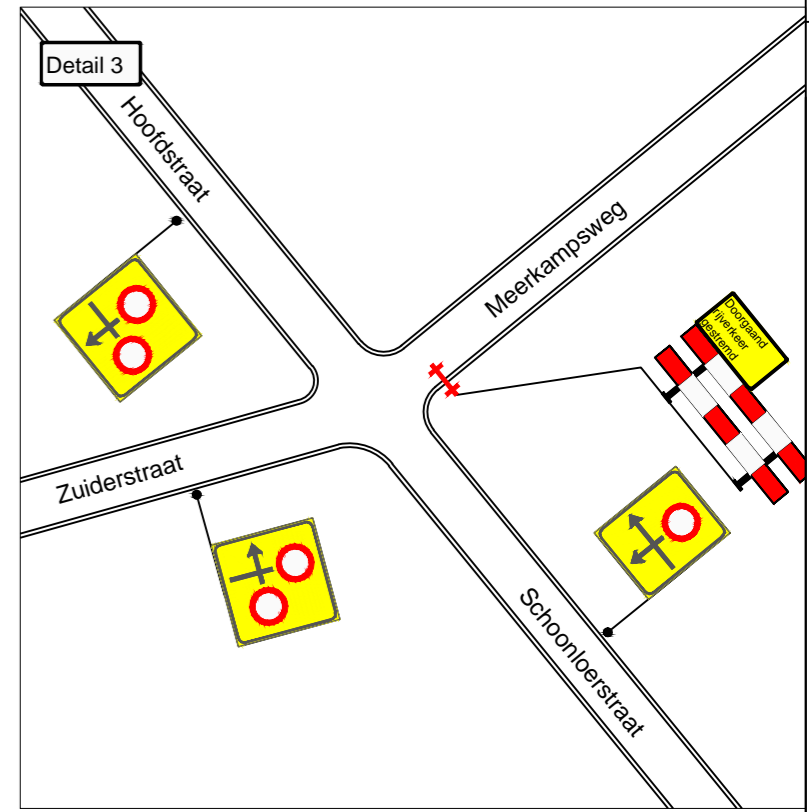 Detail 3
Hoofdstraat
Meerkampsweg
Doorgaand
rijverkeer
gestremd
Zuiderstraat
Schoonloerstraat